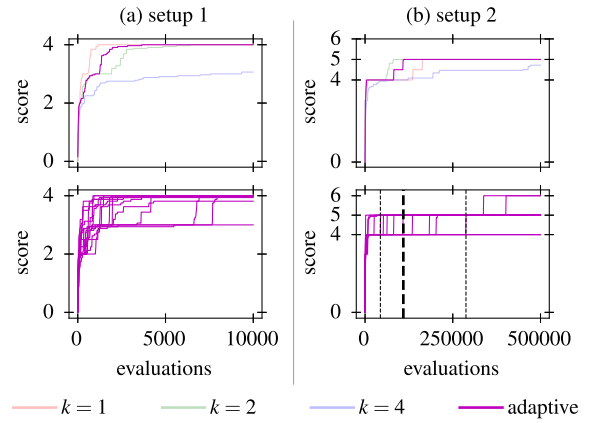 (a) setup 1
(b) setup 2
score
4
2
0
score
6
5
4
0
score
4
2
0
0
5000
10000
evaluations
score
6
5
4
0
0
250000
500000
evaluations
k = 1
k = 2
k = 4
adaptive